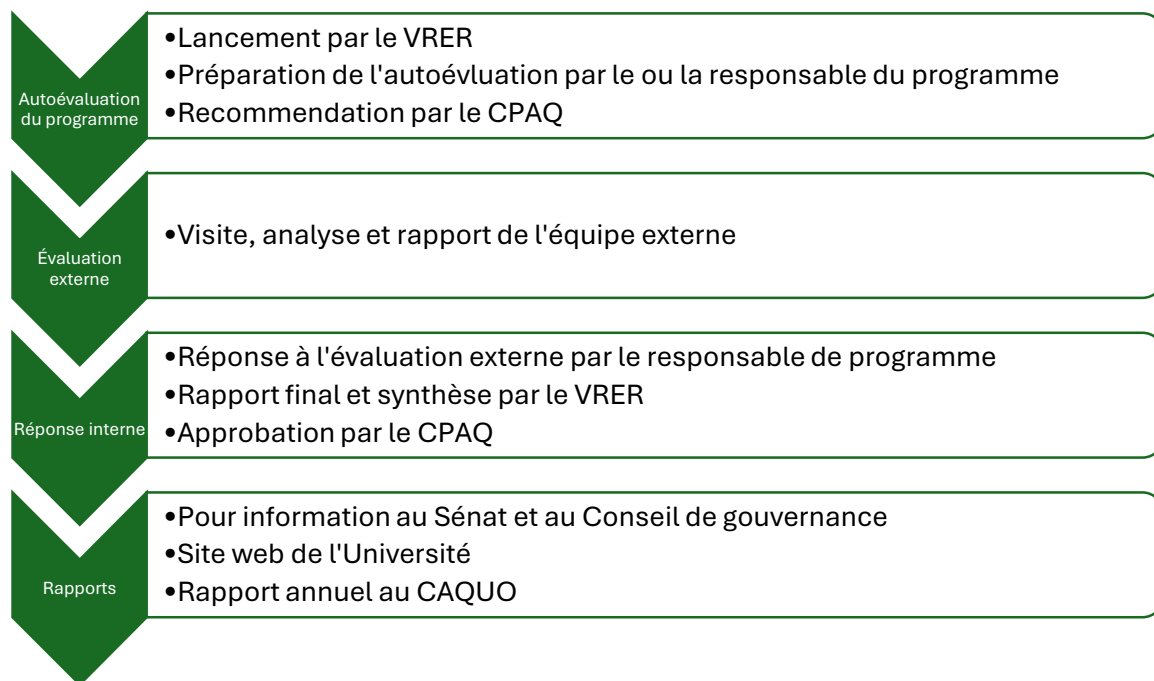 Autoévaluation
du programme
•Lancement par le VRER
•Préparation de l'autoévluation par le ou la responsable du programme
•Recommendation par le CPAQ
Évaluation
externe
•Visite, analyse et rapport de l'équipe externe
Réponse interne
•Réponse à l'évaluation externe par le responsable de programme
•Rapport final et synthèse par le VRER
•Approbation par le CPAQ
Rapports
•Pour information au Sénat et au Conseil de gouvernance
•Site web de l'Université
•Rapport annuel au CAQUO